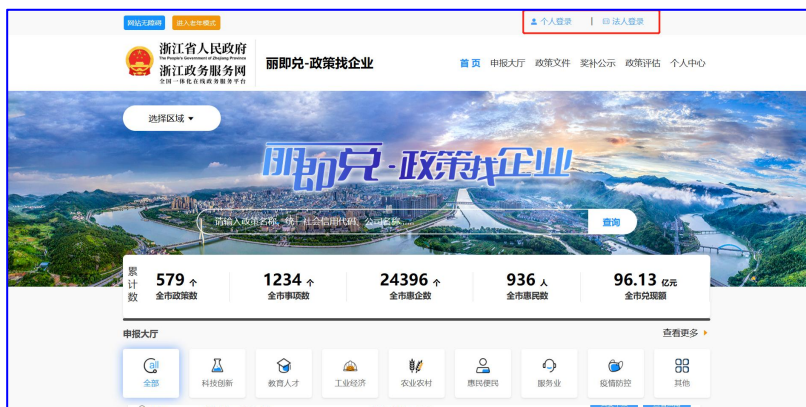 网站无障碍 进入老年模式 个人登录 法人登录
浙江省人民政府
The People's Government of Zhejiang Province
浙江政务服务网
全国一体化在线政务服务平台
丽即兑-政策找企业
首页 申报大厅 政策文件 奖补公示 政策评估 个人中心
选择区域
丽即兑-政策找企业
请输入政策名称、统一社会信用代码、公司名称 查询
累计数
579 个 1234 个 24396 个 936 人 96.13 亿元
全市政策数 全市事项数 全市惠企数 全市惠民数 全市兑现额
申报大厅 查看更多
all
全部 科技创新 教育人才 工业经济 农业农村 惠民便民 服务业 疫情防控 其他